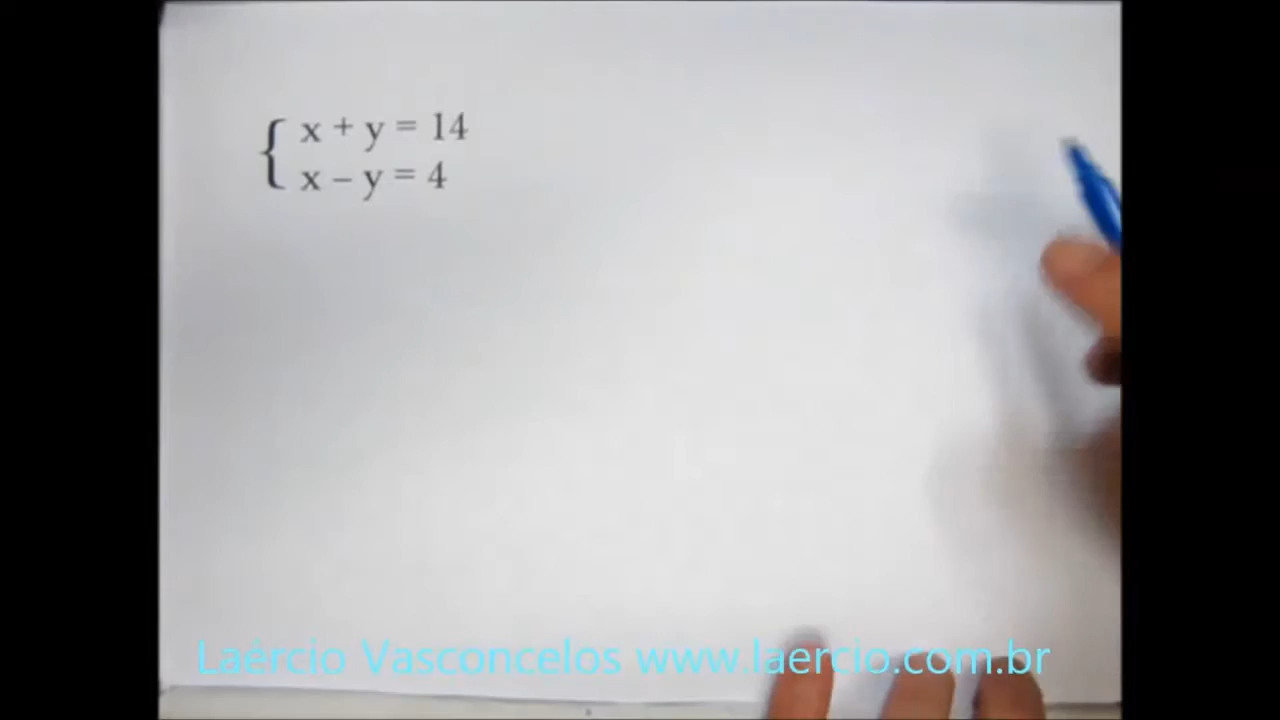 x + y = 14
x – y = 4
Laércio Vasconcelos www.laercio.com.br